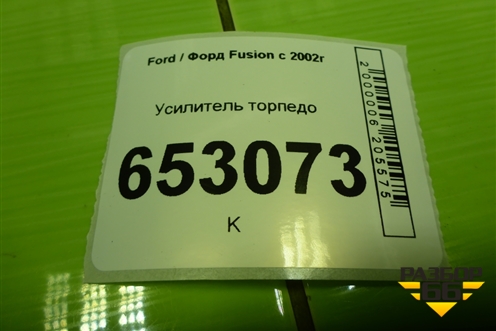 Ford / Форд Fusion с 2002г
Усилитель торпедо
653073
К
2000006205575
РАЗБОР
66